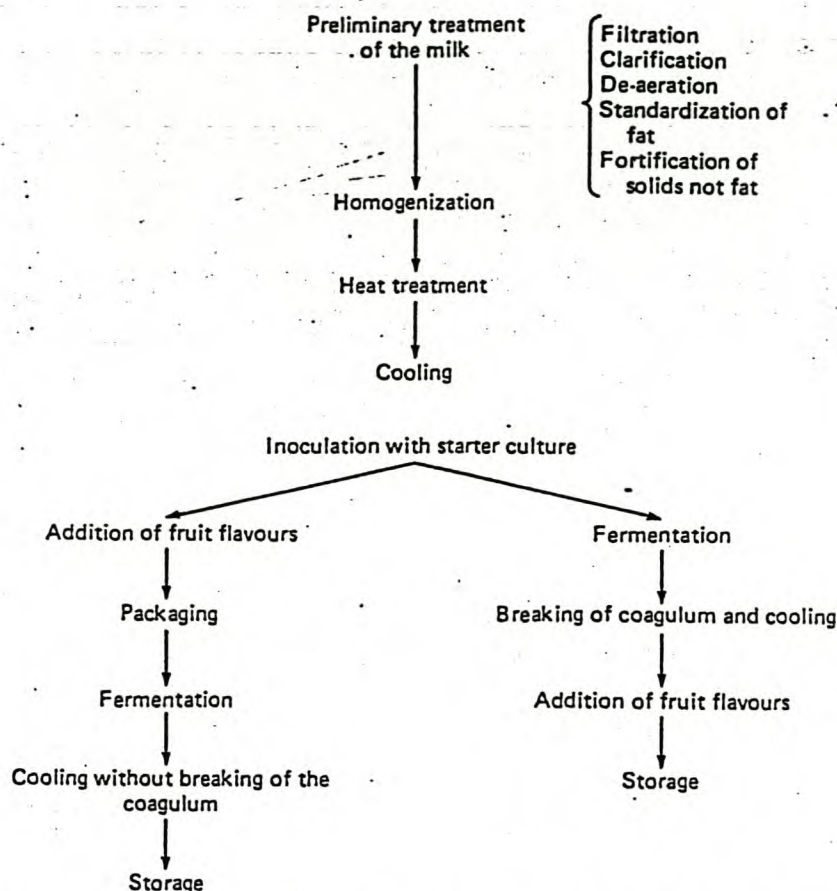 Preliminary treatment
of the milk
Filtration
Clarification
De-aeration
Standardization of
fat
Fortification of
solids not fat
Homogenization
Heat treatment
Cooling
Inoculation with starter culture
Addition of fruit flavours
Packaging
Fermentation
Cooling without breaking of the
coagulum
Storage
Fermentation
Breaking of coagulum and cooling
Addition of fruit flavours
Storage